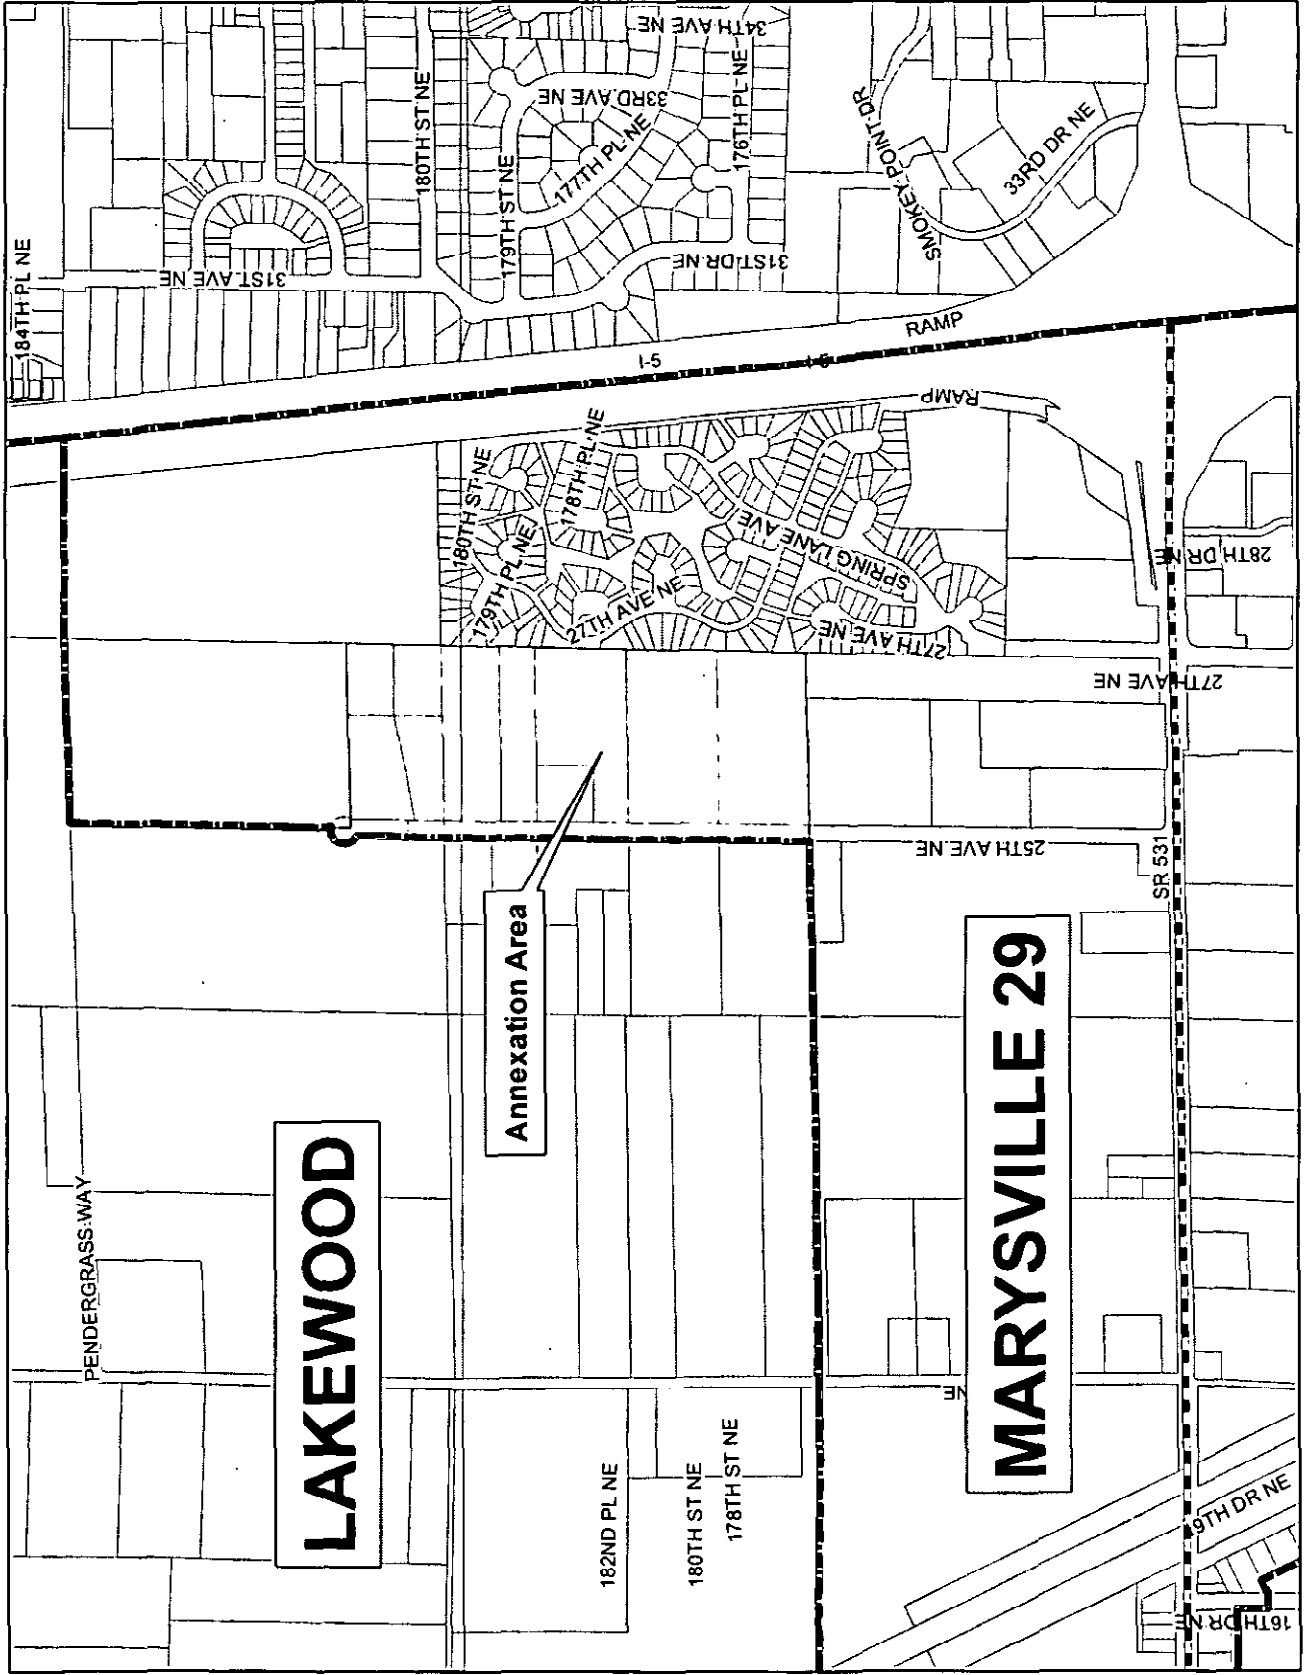 184TH PL NE
31ST AVE NE
180TH ST NE
179TH ST NE
33RD AVE NE
34TH AVE NE
177TH PL NE
176TH PL NE
31ST DR NE
SMOKEY POINT DR
33RD DR NE
RAMP
I-5
RAMP
180TH ST NE
179TH PL NE
178TH PL NE
27TH AVE NE
SPRING LANE AVE
27TH AVE NE
28TH DR NE
27TH AVE NE
25TH AVE NE
SR 531
Annexation Area
LAKEWOOD
MARYSVILLE 29
PENDERGRASS WAY
182ND PL NE
180TH ST NE
178TH ST NE
NE
9TH DR NE
16TH DR NE